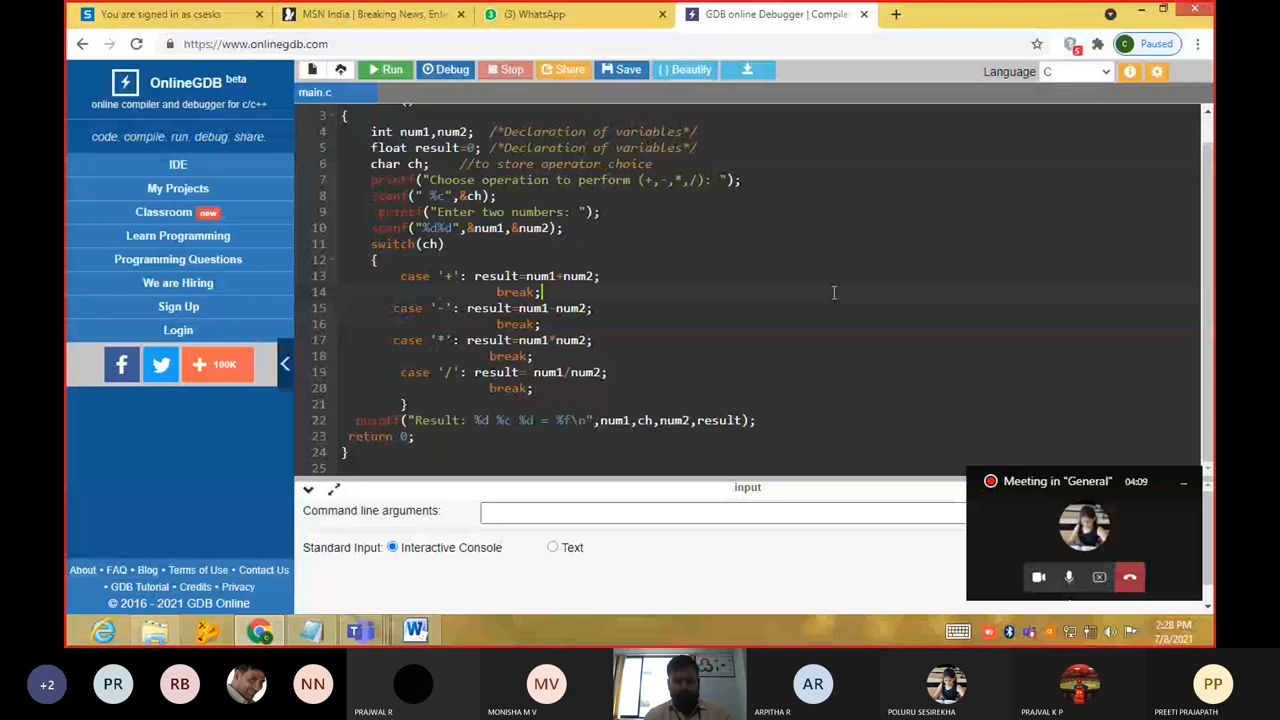 You are signed in as csesks
MSN India | Breaking News, Ente
(3) WhatsApp
GDB online Debugger | Compiler
https://www.onlinegdb.com
5
C
Paused
OnlineGDB beta
online compiler and debugger for c/c++
code. compile. run. debug. share.
IDE
My Projects
Classroom new
Learn Programming
Programming Questions
We are Hiring
Sign Up
Login
100K
About • FAQ • Blog • Terms of Use • Contact Us
• GDB Tutorial • Credits • Privacy
© 2016 - 2021 GDB Online
Run
Debug
Stop
Share
Save
{ } Beautify
Language C
main.c
()
3 {
4 int num1,num2; /*Declaration of variables*/
5 float result=0; /*Declaration of variables*/
6 char ch; //to store operator choice
7 printf("Choose operation to perform (+,-,*,/): ");
8 scanf(" %c",&ch);
9 printf("Enter two numbers: ");
10 scanf("%d%d",&num1,&num2);
11 switch(ch)
12 {
13 case '+': result=num1+num2;
14 break;
15 case '-': result=num1-num2;
16 break;
17 case '*': result=num1*num2;
18 break;
19 case '/': result= num1/num2;
20 break;
21 }
22 printf("Result: %d %c %d = %f\n",num1,ch,num2,result);
23 return 0;
24 }
25
input
Command line arguments:
Standard Input: Interactive Console Text
Meeting in "General" 04:09
2:28 PM
7/8/2021
+2
PR
RB
NN
PRAJWAL R
MV
MONISHA M V
AR
ARPITHA R
POLURU SESIREKHA
PRAJVAL K P
PP
PREETI PRAJAPATH